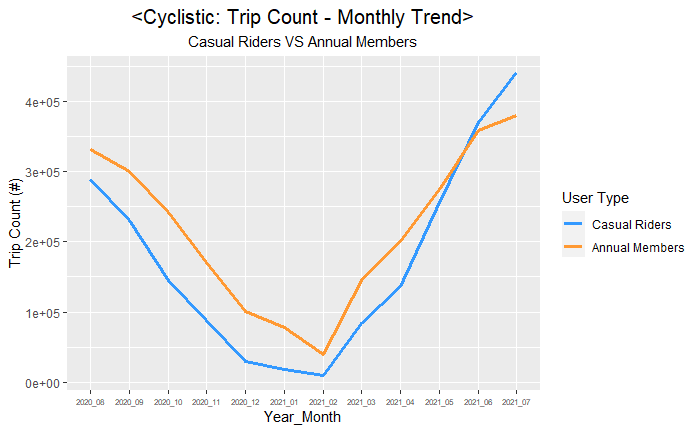 <Cyclistic: Trip Count - Monthly Trend>
Casual Riders VS Annual Members
Trip Count (#)
4e+05
3e+05
2e+05
1e+05
0e+00
2020_08 2020_09 2020_10 2020_11 2020_12 2021_01 2021_02 2021_03 2021_04 2021_05 2021_06 2021_07
Year_Month
User Type
Casual Riders
Annual Members